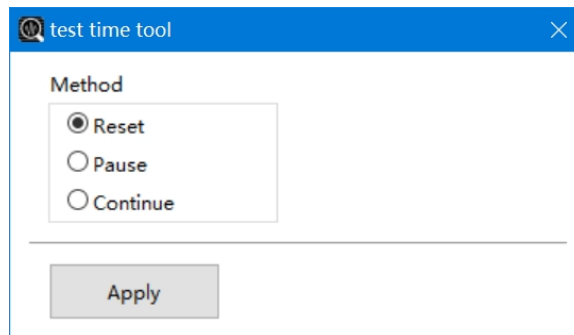 test time tool
Method
Reset
Pause
Continue
Apply